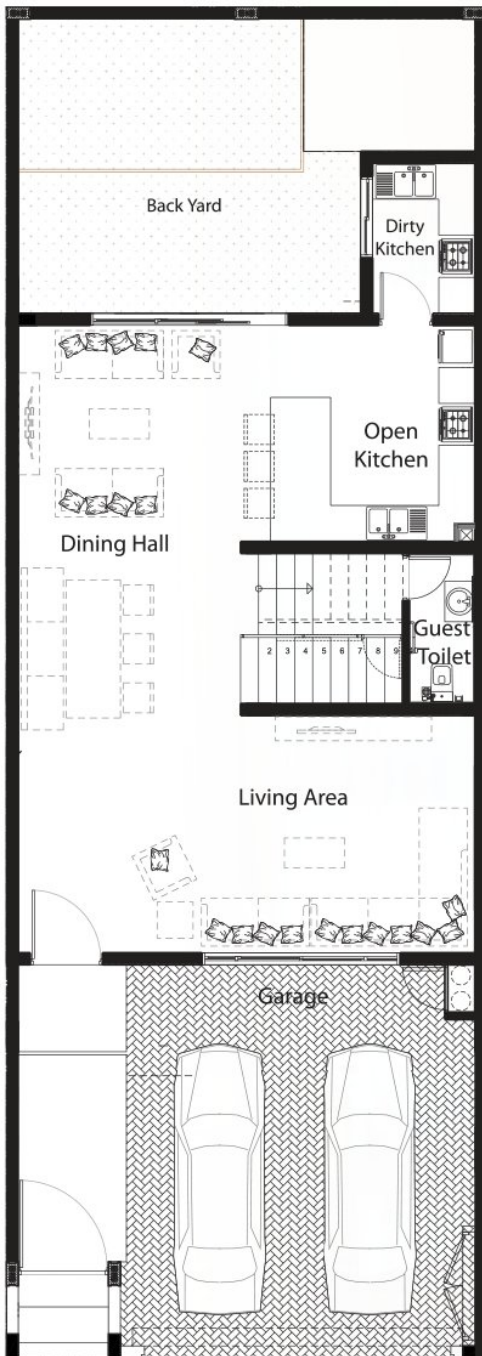 Back Yard
Dirty
Kitchen
Open
Kitchen
Dining Hall
Guest
Toilet
2 3 4 5 6 7 8 9
Living Area
Garage